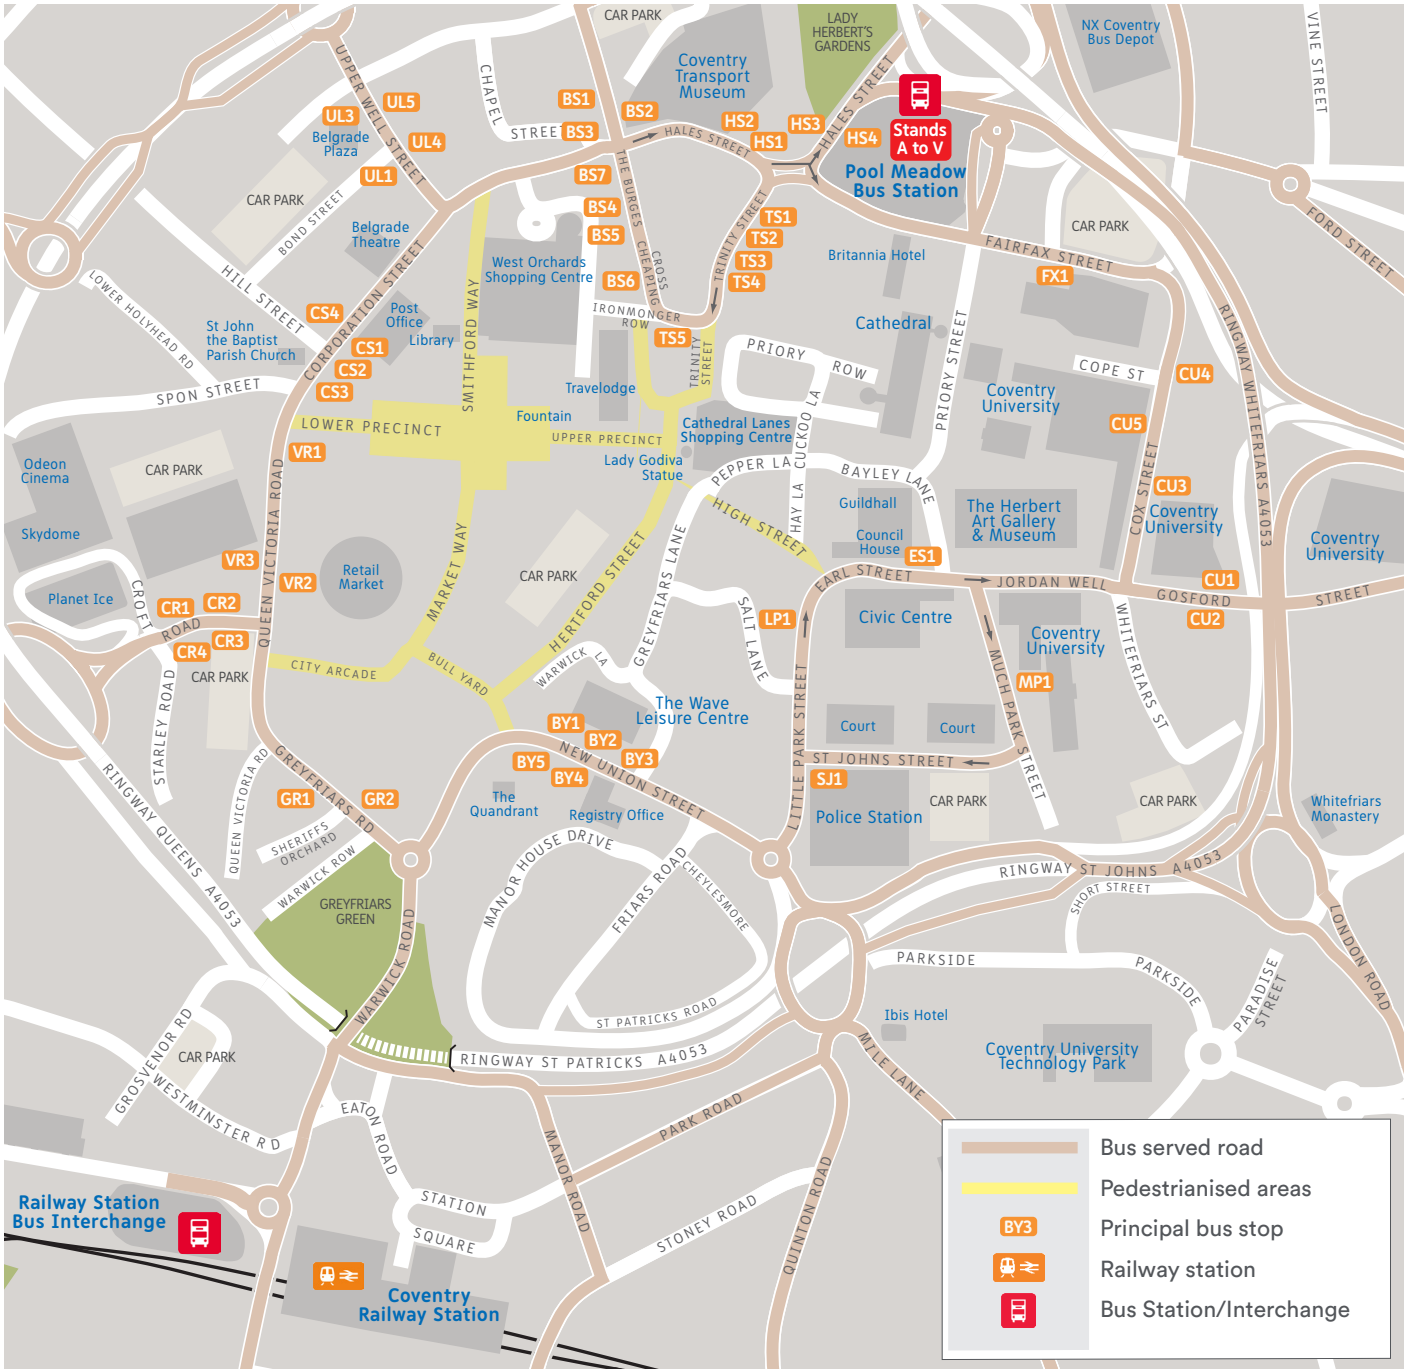 CAR PARK
LADY
HERBERT'S
GARDENS
NX Coventry
Bus Depot
VINE STREET
UPPER WELL STREET
CHAPEL
STREET
Coventry
Transport
Museum
BS1
BS2
BS3
UL5
UL3
UL4
UL1
Belgrade
Plaza
HALES STREET
HS2
HS1
HS3
HS4
HALES STREET
Stands
A to V
Pool Meadow
Bus Station
THE BURGES
BS7
BS4
BS5
BS6
CAR PARK
BOND STREET
Belgrade
Theatre
West Orchards
Shopping Centre
CROSS
CHEAPING
TRINITY STREET
TS1
TS2
TS3
TS4
Britannia Hotel
FAIRFAX STREET
FX1
CAR PARK
FORD STREET
LOWER HOLYHEAD RD
HILL STREET
CORPORATION STREET
SMITHFORD WAY
CS4
CS1
CS2
CS3
Post
Office
Library
St John
the Baptist
Parish Church
IRONMONGER
ROW
TS5
TRINITY
STREET
Cathedral
PRIORY
ROW
PRIORY STREET
RINGWAY WHITEFRIARS A4053
COPE ST
CU4
SPON STREET
Travelodge
Fountain
Coventry
University
CU5
LOWER PRECINCT
UPPER PRECINCT
Cathedral Lanes
Shopping Centre
CUCKOO LA
VR1
Lady Godiva
Statue
PEPPER LA
BAYLEY LANE
Odeon
Cinema
CAR PARK
QUEEN VICTORIA ROAD
HIGH STREET
HAY LA
Guildhall
Council
House
ES1
The Herbert
Art Gallery
& Museum
COX STREET
CU3
Coventry
University
Coventry
University
Skydome
VR3
VR2
Retail
Market
MARKET WAY
CAR PARK
HERTFORD STREET
GREYFRIARS LANE
EARL STREET
JORDAN WELL
GOSFORD
STREET
CU1
CU2
Planet Ice
CROFT
ROAD
CR1
CR2
CR3
CR4
SALT LANE
LP1
Civic Centre
Coventry
University
WHITEFRIARS ST
CAR PARK
CITY ARCADE
BULL YARD
WARWICK
LA
MUCH PARK STREET
MP1
STARLEY ROAD
The Wave
Leisure Centre
LITTLE PARK STREET
Court
Court
BY1
BY2
BY3
BY4
BY5
NEW UNION STREET
ST JOHNS STREET
SJ1
RINGWAY QUEENS A4053
QUEEN VICTORIA RD
GREYFRIARS RD
GR1
GR2
The
Quadrant
Registry Office
Police Station
CAR PARK
CAR PARK
Whitefriars
Monastery
SHERIFFS
ORCHARD
WARWICK ROW
MANOR HOUSE DRIVE
FRIARS ROAD
CHEYLESMORE
RINGWAY ST JOHNS A4053
SHORT STREET
GREYFRIARS
GREEN
WARWICK ROAD
LONDON ROAD
PARKSIDE
PARKSIDE
PARADISE
STREET
ST PATRICKS ROAD
Ibis Hotel
GROSVENOR RD
CAR PARK
RINGWAY ST PATRICKS A4053
MILE LANE
Coventry University
Technology Park
WESTMINSTER RD
EATON ROAD
PARK ROAD
MANOR ROAD
QUINTON ROAD
STONEY ROAD
STATION
SQUARE
Railway Station
Bus Interchange
Coventry
Railway Station
Bus served road
Pedestrianised areas
BY3
Principal bus stop
Railway station
Bus Station/Interchange